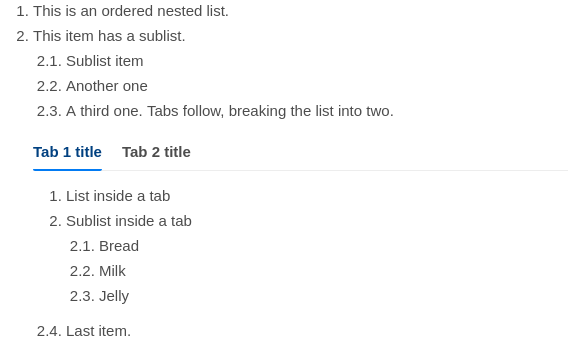 1. This is an ordered nested list.
2. This item has a sublist.
2.1. Sublist item
2.2. Another one
2.3. A third one. Tabs follow, breaking the list into two.
Tab 1 title Tab 2 title
1. List inside a tab
2. Sublist inside a tab
2.1. Bread
2.2. Milk
2.3. Jelly
2.4. Last item.